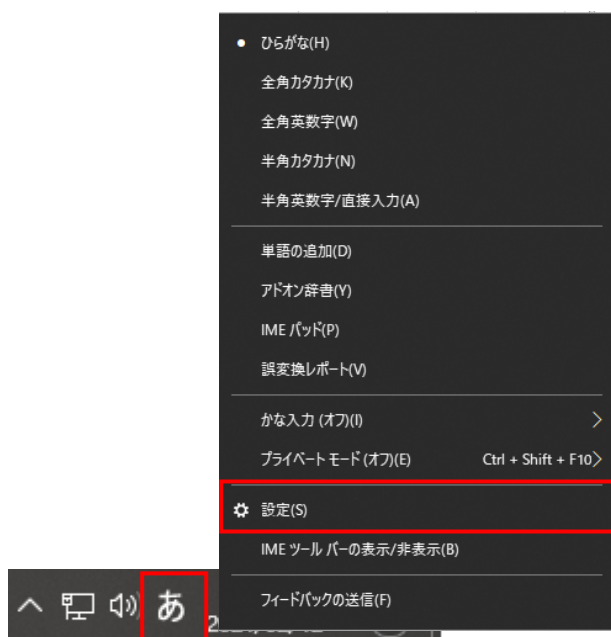 ひらがな(H)
全角カタカナ(K)
全角英数字(W)
半角カタカナ(N)
半角英数字/直接入力(A)
単語の追加(D)
アドオン辞書(Y)
IME パッド(P)
誤変換レポート(V)
かな入力 (オフ)(I)
プライベート モード (オフ)(E) Ctrl + Shift + F10
設定(S)
IME ツール バーの表示/非表示(B)
フィードバックの送信(F)
あ